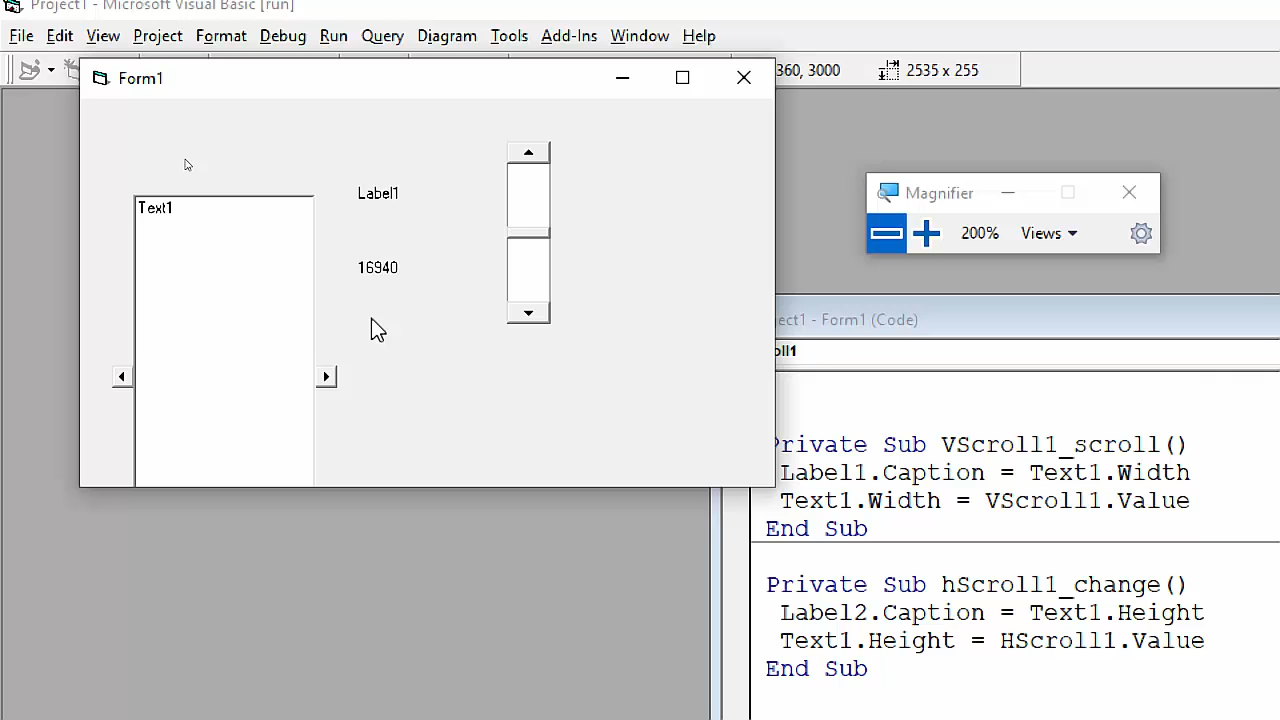 Project1 - Microsoft Visual Basic [run]
File Edit View Project Format Debug Run Query Diagram Tools Add-Ins Window Help
360, 3000 2535 x 255
Form1
Label1
Text1
16940
Magnifier
200% Views
ect1 - Form1 (Code)
oll1
Private Sub VScroll1_scroll()
Label1.Caption = Text1.Width
Text1.Width = VScroll1.Value
End Sub
Private Sub hScroll1_change()
Label2.Caption = Text1.Height
Text1.Height = HScroll1.Value
End Sub